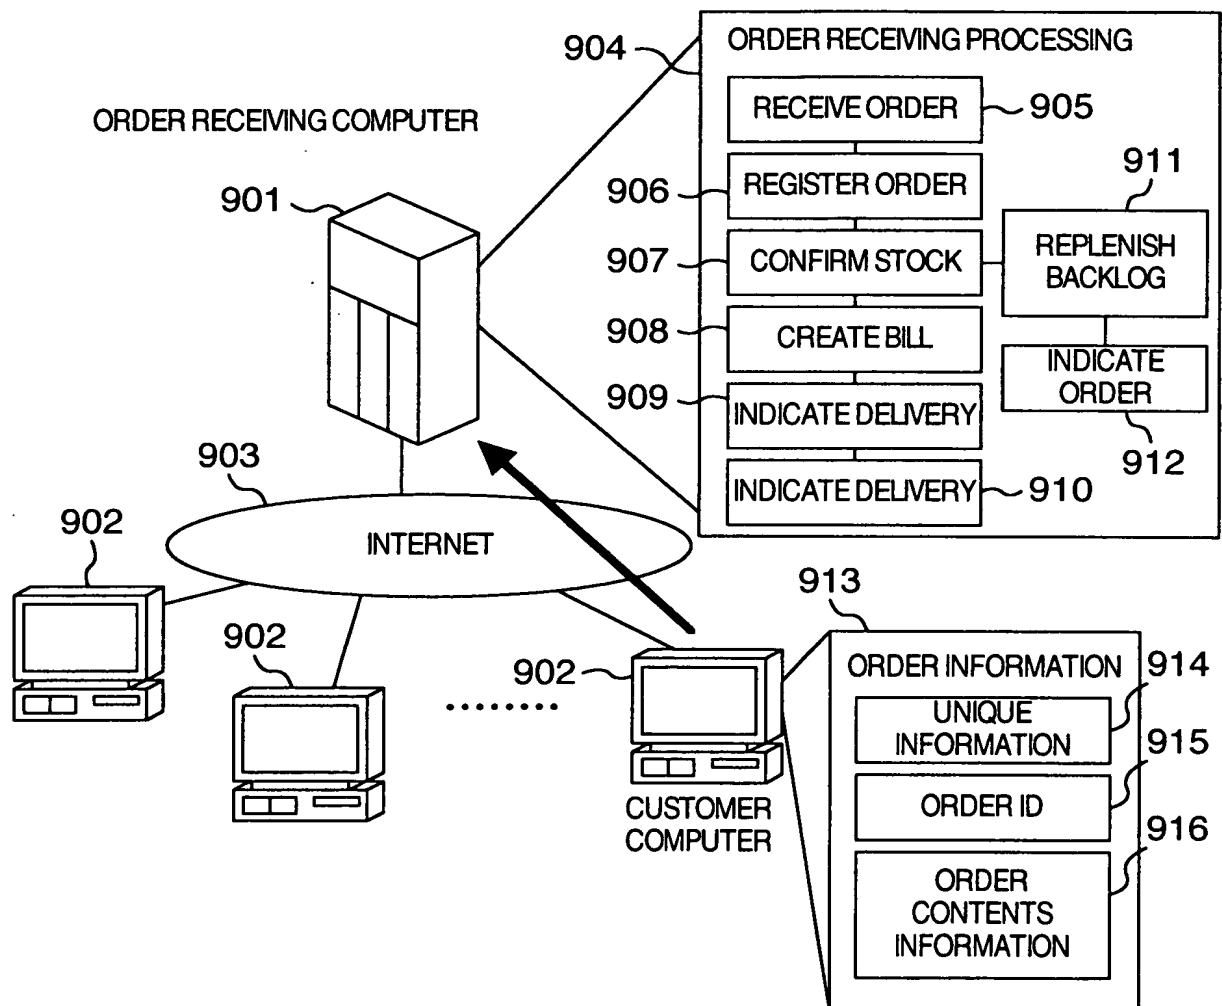 904
ORDER RECEIVING PROCESSING
RECEIVE ORDER
905
906
REGISTER ORDER
911
907
CONFIRM STOCK
REPLENISH
BACKLOG
908
CREATE BILL
909
INDICATE DELIVERY
INDICATE
ORDER
912
INDICATE DELIVERY
910
ORDER RECEIVING COMPUTER
901
903
INTERNET
902
902
902
CUSTOMER
COMPUTER
913
ORDER INFORMATION
914
UNIQUE
INFORMATION
915
ORDER ID
916
ORDER
CONTENTS
INFORMATION